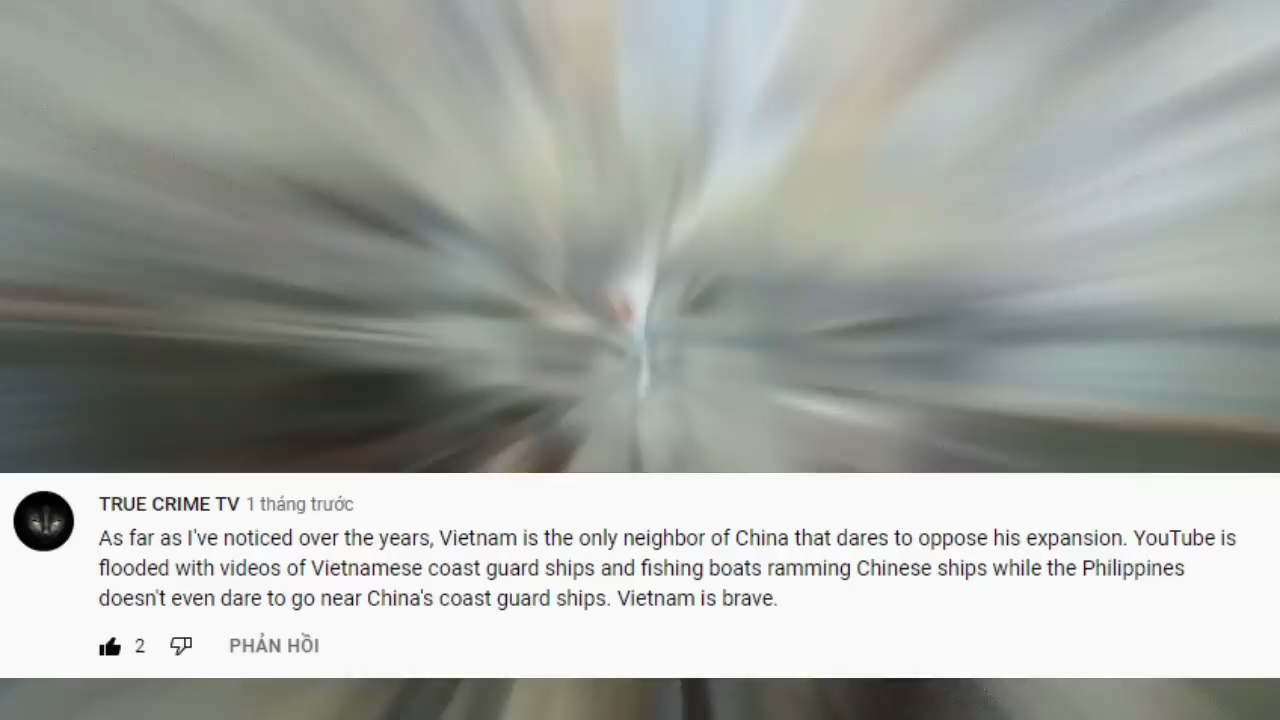 TRUE CRIME TV 1 tháng trước
As far as I've noticed over the years, Vietnam is the only neighbor of China that dares to oppose his expansion. YouTube is
flooded with videos of Vietnamese coast guard ships and fishing boats ramming Chinese ships while the Philippines
doesn't even dare to go near China's coast guard ships. Vietnam is brave.
2 PHẢN HỒI